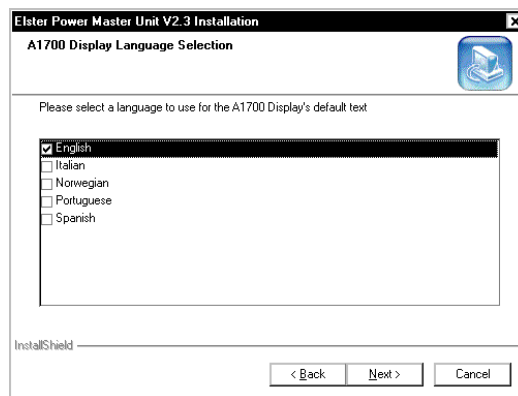 Elster Power Master Unit V2.3 Installation
A1700 Display Language Selection
Please select a language to use for the A1700 Display's default text
English
Italian
Norwegian
Portuguese
Spanish
InstallShield
< Back
Next >
Cancel